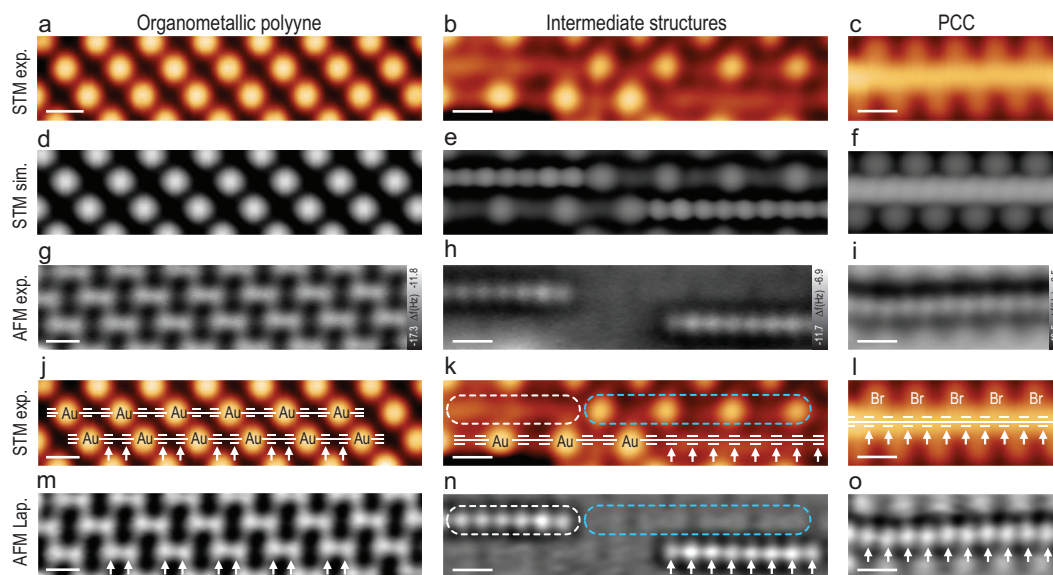 Organometallic polyyne
Intermediate structures
PCC
a
b
c
STM exp.
d
e
f
STM sim.
g
h
i
AFM exp.
-17.3 Δf(Hz) -11.8
-11.7 Δf(Hz) -6.9
j
k
l
STM exp.
Au Au Au Au Au Au
Au Au Au Au Au Au
Au Au Au
Br Br Br Br Br
m
n
o
AFM Lap.